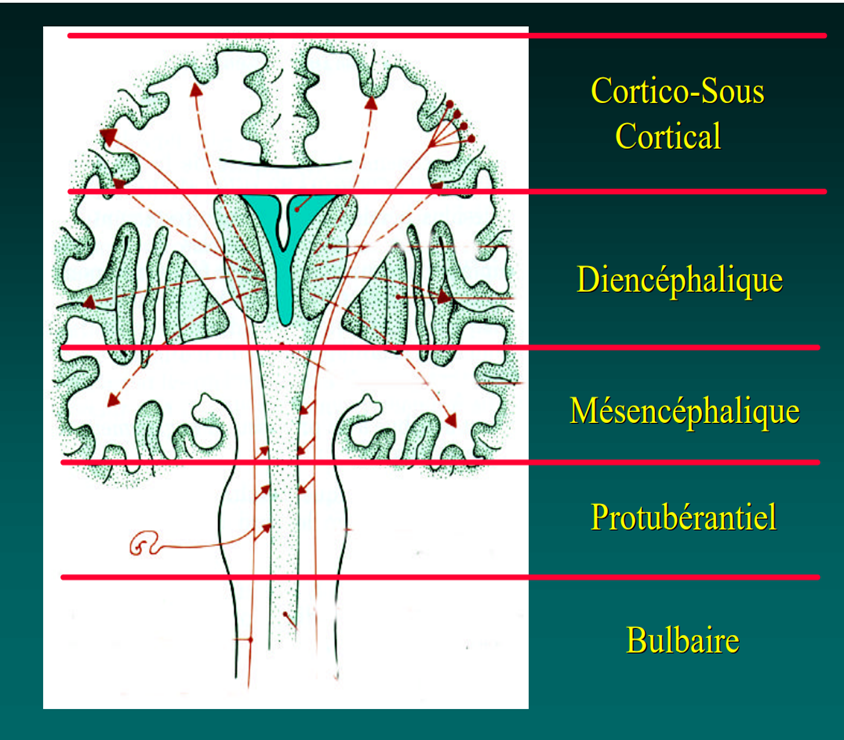 Cortico-Sous
Cortical
Diencéphalique
Mésencéphalique
Protubérantiel
Bulbaire